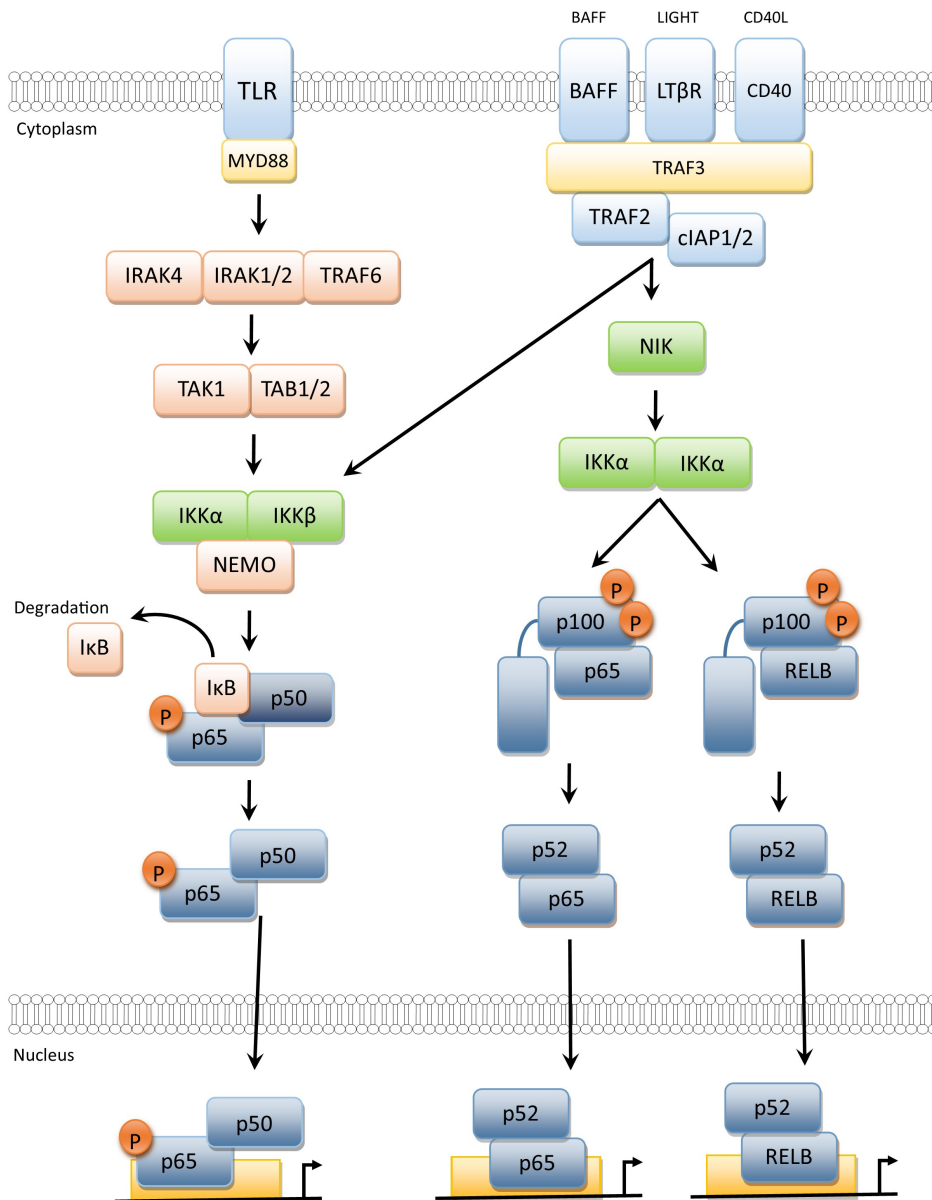 BAFF LIGHT CD40L
TLR BAFF LTβR CD40
Cytoplasm
MYD88 TRAF3
TRAF2
cIAP1/2
IRAK4 IRAK1/2 TRAF6
NIK
TAK1 TAB1/2
IKKα IKKα
IKKα IKKβ
NEMO
P P
Degradation
p100 P p100 P
IκB
p65 RELB
IκB p50
P
p65
p50 p52 p52
P
p65 p65 RELB
Nucleus
p50 p52 p52
P
p65 p65 RELB